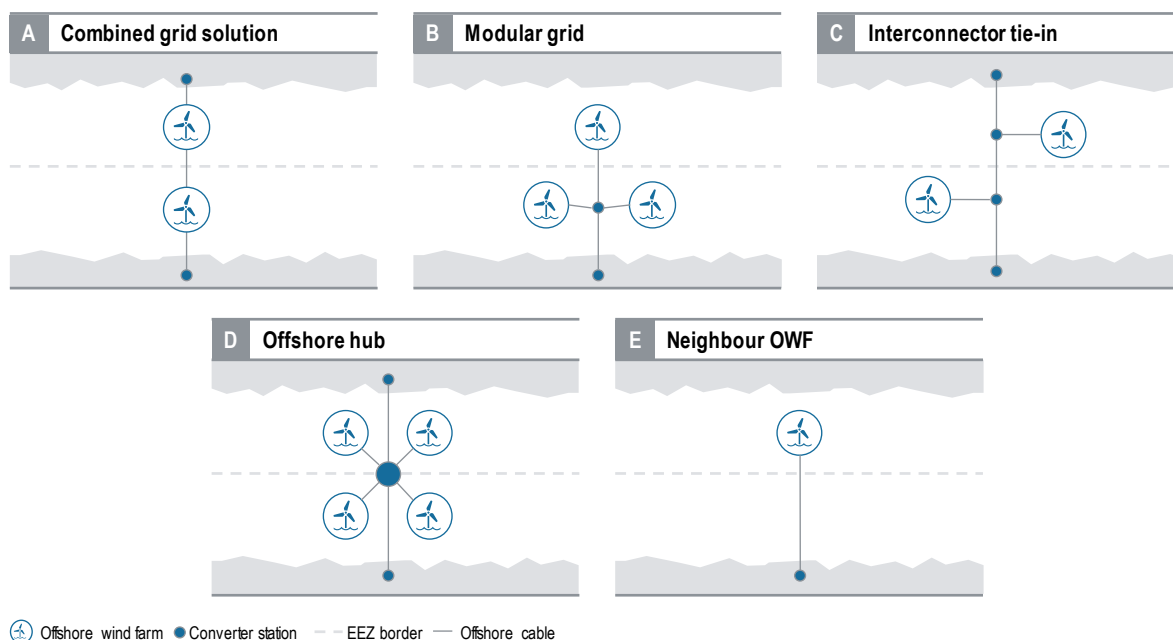 A Combined grid solution
B Modular grid
C Interconnector tie-in
D Offshore hub
E Neighbour OWF
Offshore wind farm Converter station EEZ border Offshore cable